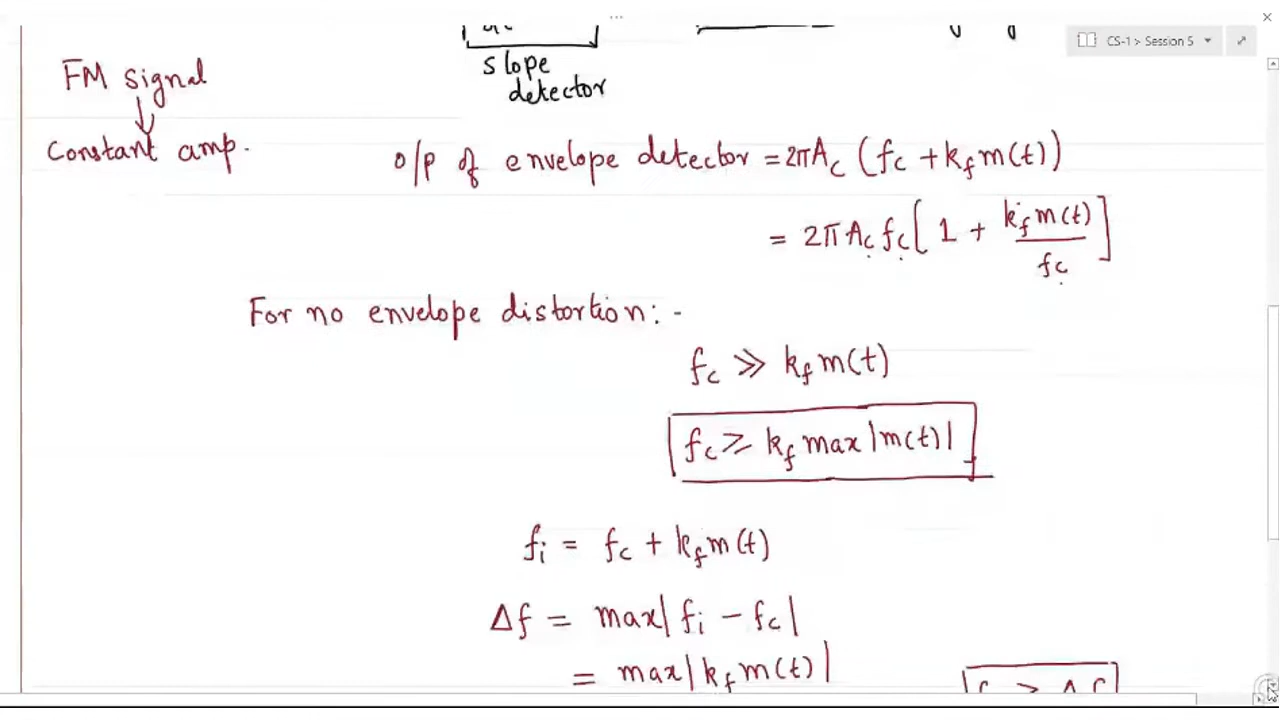 CS-1 > Session 5
slope
detector
FM signal
↓
Constant amp.
o/p of envelope detector = 2πA_c (f_c + k_f m(t))
= 2πA_c f_c [1 + k_f m(t) / f_c]
For no envelope distortion: -
f_c ≫ k_f m(t)
f_c ≥ k_f max |m(t)|
f_i = f_c + k_f m(t)
Δf = max| f_i - f_c |
= max| k_f m(t) |